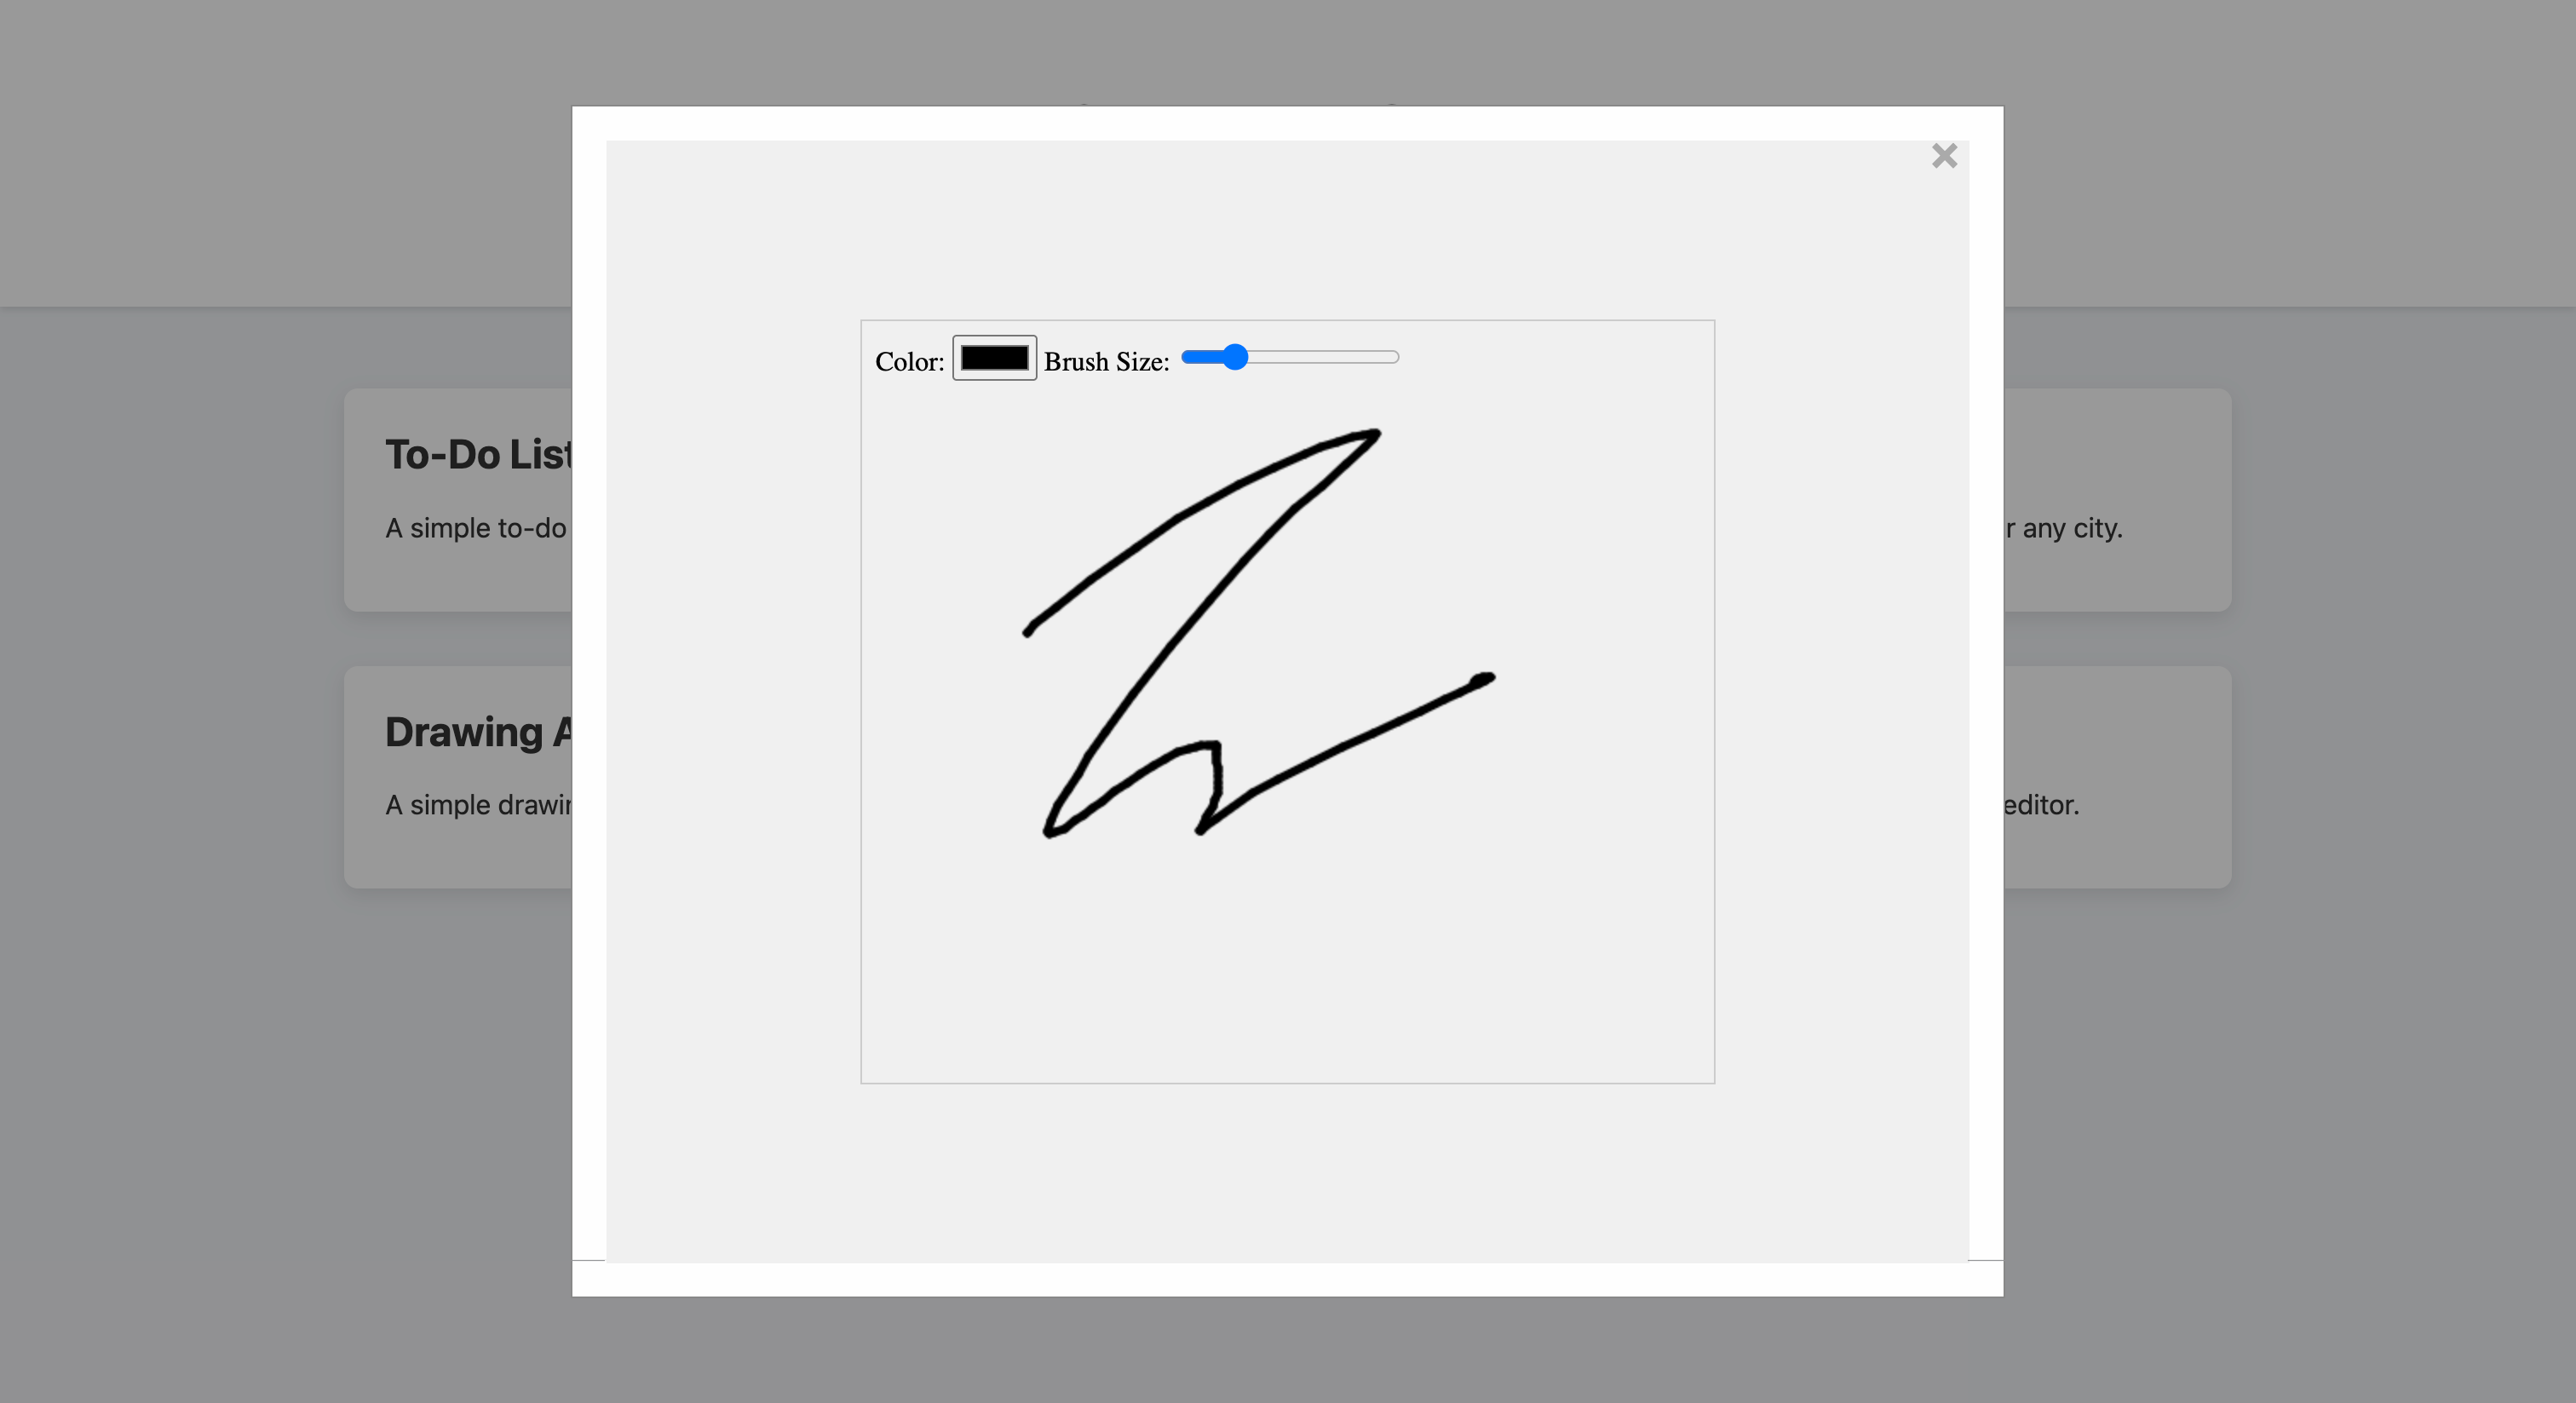 Color: Brush Size:
To-Do List
A simple to-do
r any city.
Drawing A
A simple drawin
editor.